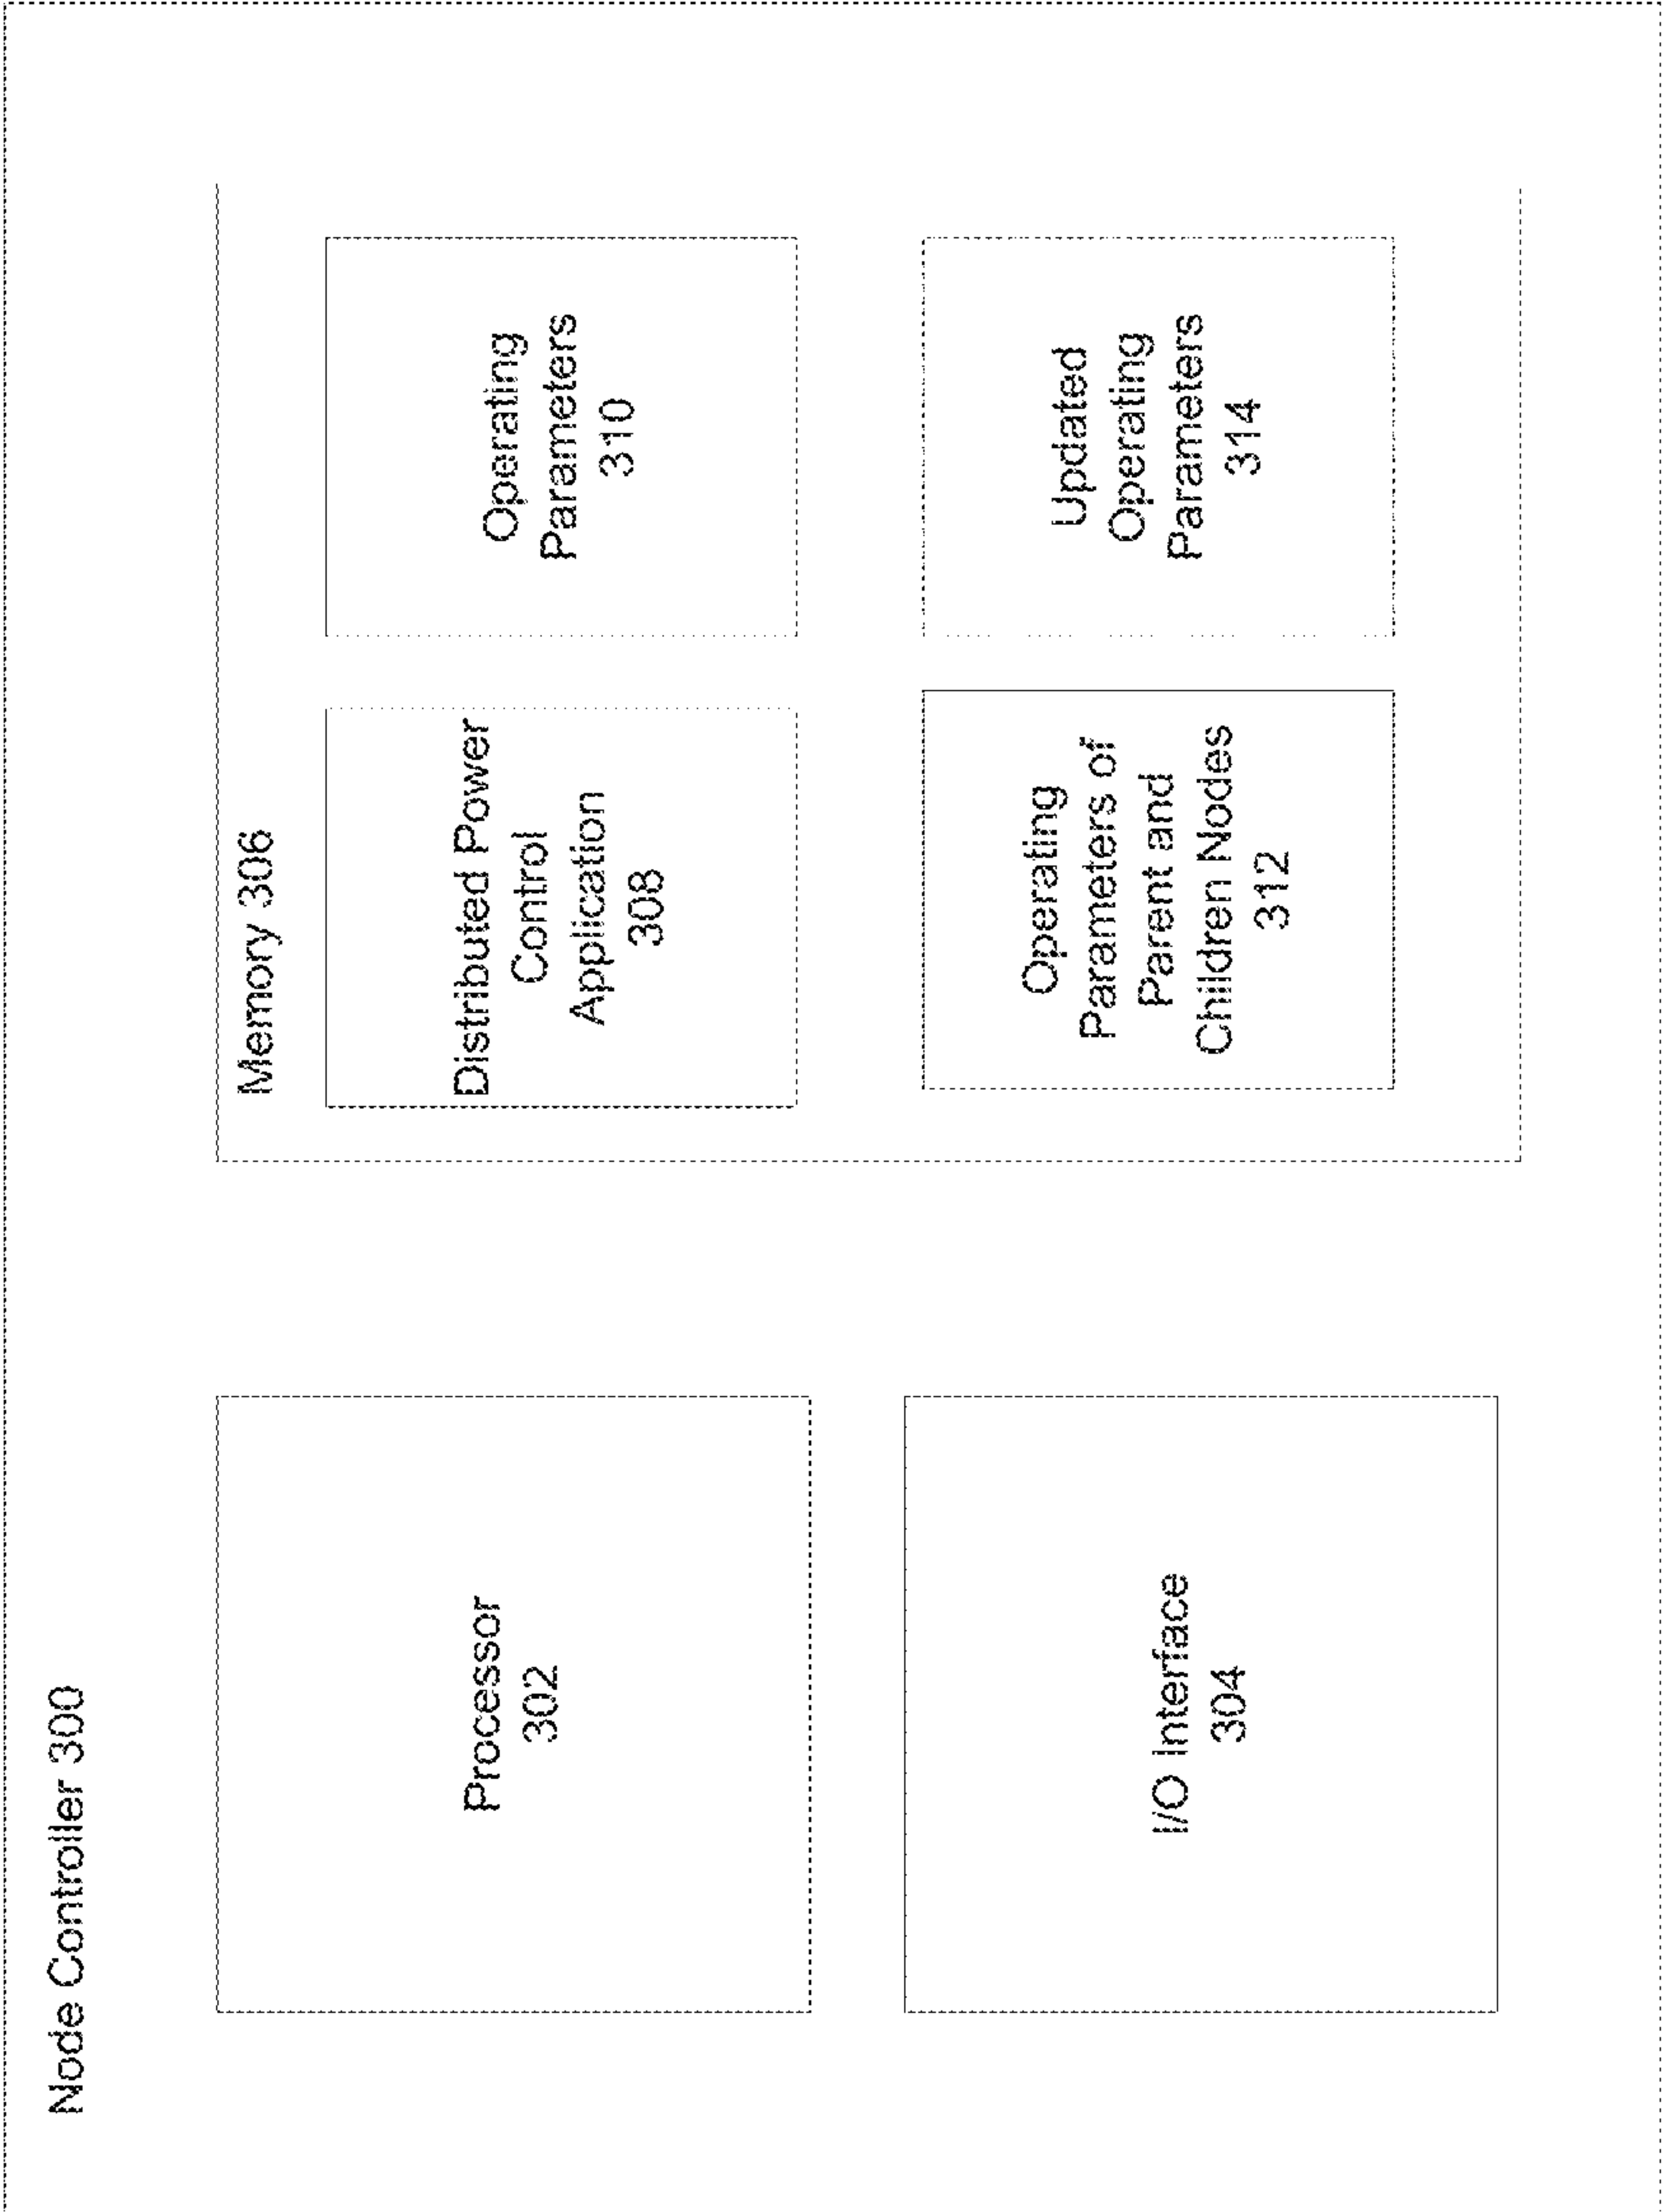 Node Controller 300
Processor
302
I/O Interface
304
Memory 306
Distributed Power
Control
Application
308
Operating
Parameters
310
Operating
Parameters of
Parent and
Children Nodes
312
Updated
Operating
Parameters
314